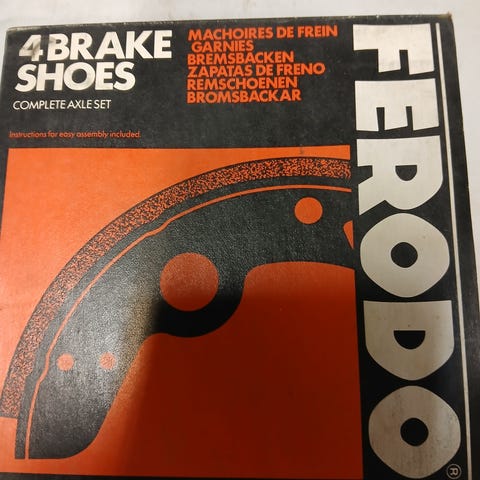 4 BRAKE
SHOES
COMPLETE AXLE SET
Instructions for easy assembly included.
MACHOIRES DE FREIN
GARNIES
BREMSBACKEN
ZAPATAS DE FRENO
REMSCHOENEN
BROMSBACKAR
FERODO®